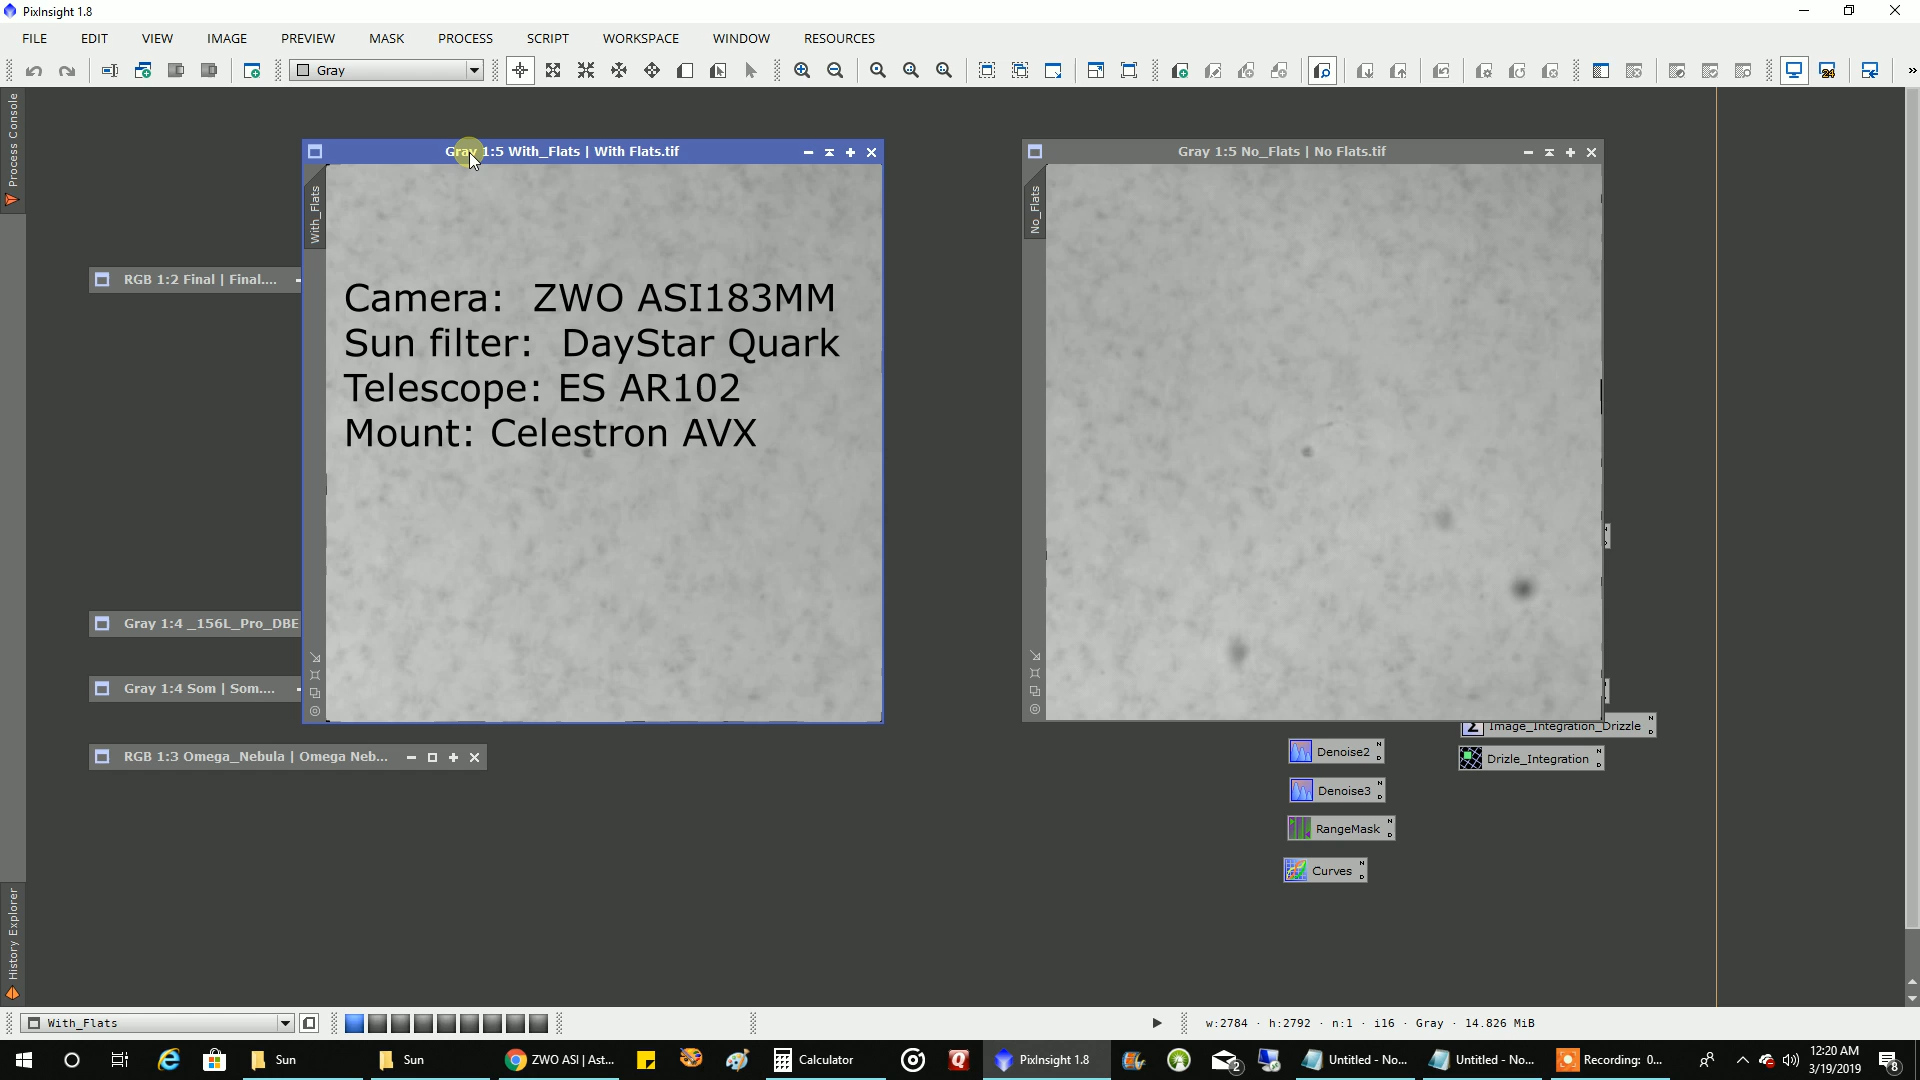 PixInsight 1.8
FILE EDIT VIEW IMAGE PREVIEW MASK PROCESS SCRIPT WORKSPACE WINDOW RESOURCES
Gray
24
Process Console
Gray 1:5 With_Flats | With Flats.tif
Gray 1:5 No_Flats | No Flats.tif
With_Flats
No_Flats
RGB 1:2 Final | Final....
Camera: ZWO ASI183MM
Sun filter: DayStar Quark
Telescope: ES AR102
Mount: Celestron AVX
Gray 1:4 _156L_Pro_DBE
Gray 1:4 Som | Som....
RGB 1:3 Omega_Nebula | Omega Neb...
Image_Integration_Drizzle
Denoise2
Drizle_Integration
Denoise3
RangeMask
Curves
History Explorer
With_Flats
w:2784 · h:2792 · n:1 · i16 · Gray · 14.826 MiB
Sun
Sun
ZWO ASI | Ast...
Calculator
PixInsight 1.8
2
Untitled - No...
Untitled - No...
Recording: 0...
12:20 AM
3/19/2019
8